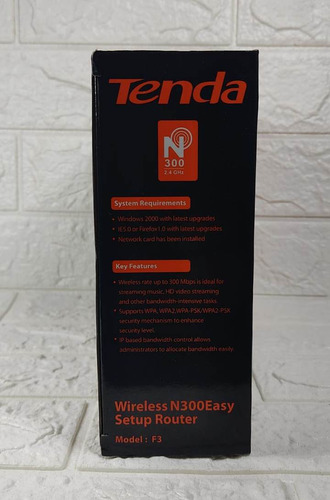 Tenda
N
300
2.4 GHz
System Requirements
• Windows 2000 with latest upgrades
• IE5.0 or Firefox1.0 with latest upgrades
• Network card has been installed
Key Features
• Wireless rate up to 300 Mbps is ideal for
streaming music, HD video streaming
and other bandwidth-intensive tasks
• Supports WPA, WPA2,WPA-PSK/WPA2-PSK
security mechanism to enhance
security level.
• IP based bandwidth control allows
administrators to allocate bandwidth easily.
Wireless N300Easy
Setup Router
Model : F3